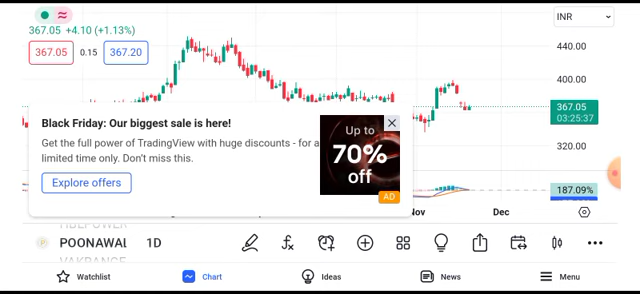 INR
367.05 +4.10 (+1.13%)
367.05 0.15 367.20
440.00
400.00
367.05
03:25:37
320.00
Black Friday: Our biggest sale is here!
Get the full power of TradingView with huge discounts - for a
limited time only. Don't miss this.
Explore offers
Up to
70%
off
AD
187.09%
Nov Dec
POONAWAL 1D
Watchlist Chart Ideas News Menu